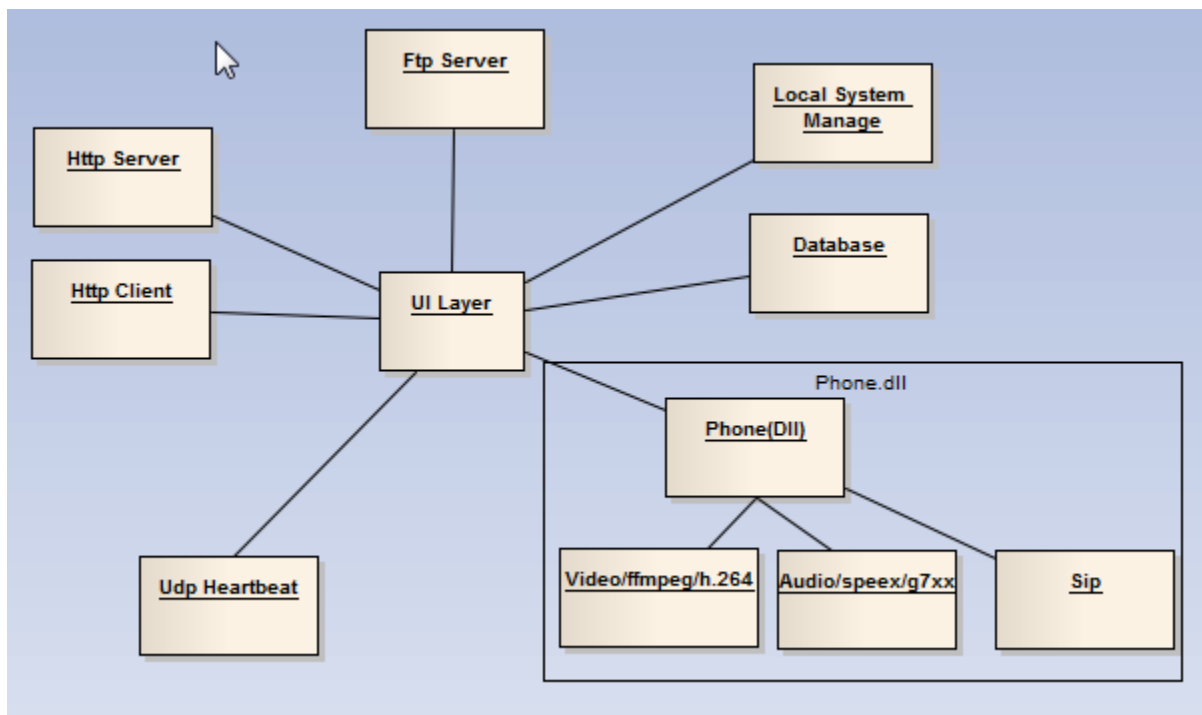 Ftp Server
Local System
Manage
Http Server
Database
Http Client
UI Layer
Phone.dll
Phone(Dll)
Udp Heartbeat
Video/ffmpeg/h.264
Audio/speex/g7xx
Sip